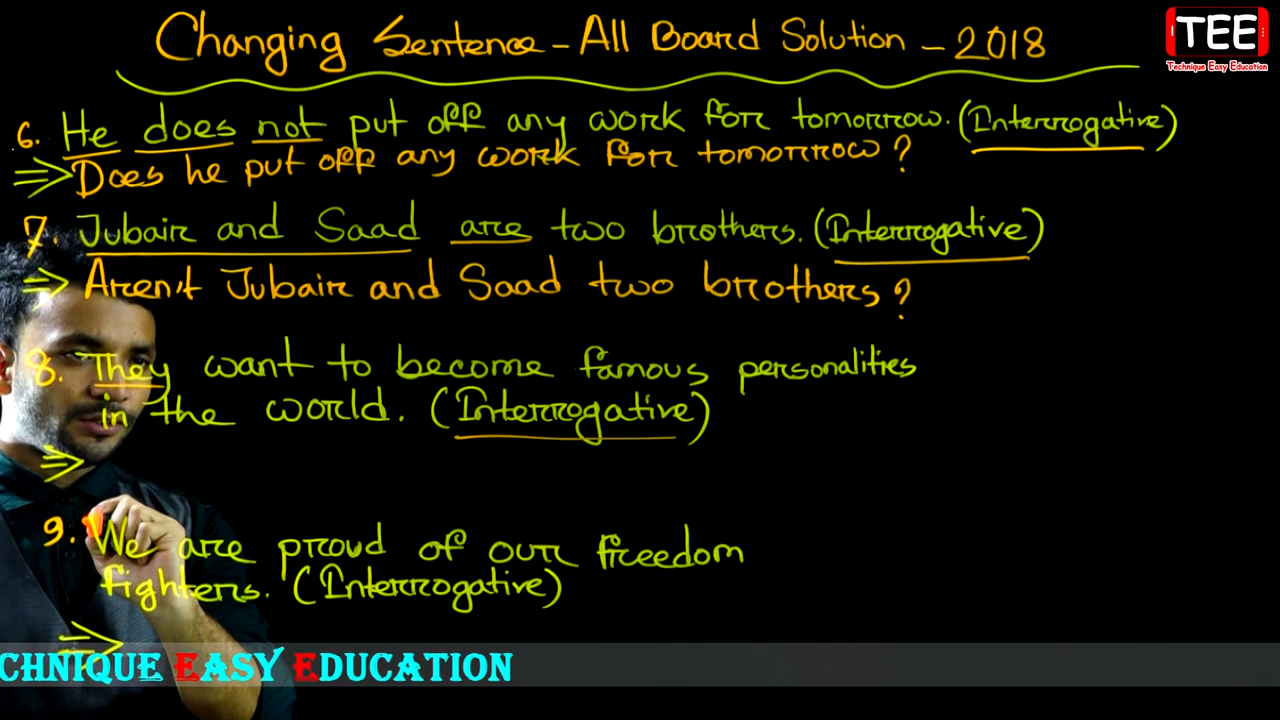 Changing Sentence - All Board Solution - 2018
TEE
Technique Easy Education
6. He does not put off any work for tomorrow. (Interrogative)
⇒ Does he put off any work for tomorrow?
7. Jubair and Saad are two brothers. (Interrogative)
⇒ Aren't Jubair and Saad two brothers?
8. They want to become famous personalities
in the world. (Interrogative)
⇒
9. We are proud of our freedom
fighters. (Interrogative)
⇒
CHNIQUE EASY EDUCATION